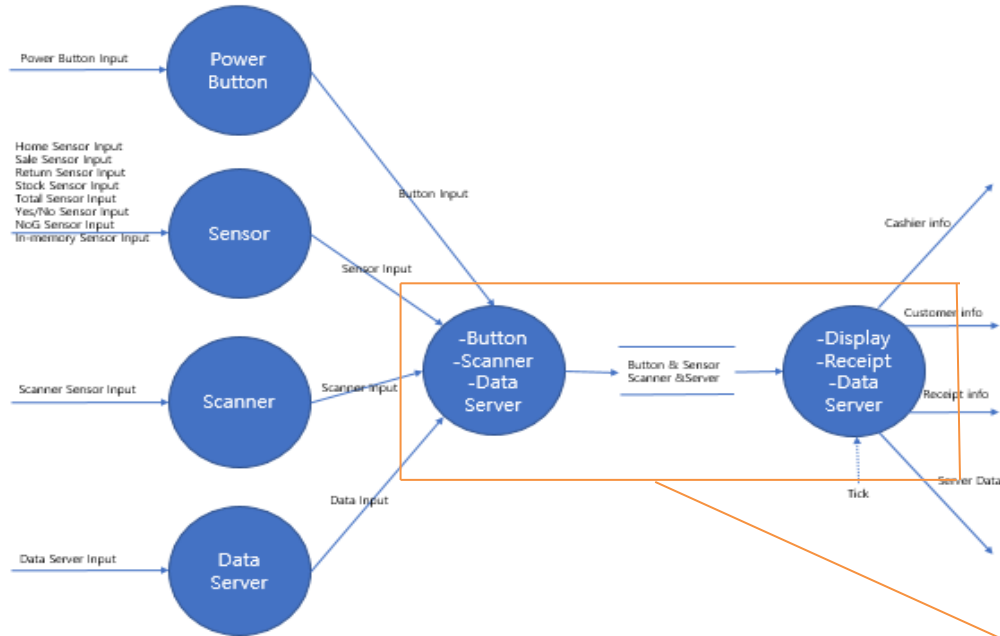 Power Button Input
Power
Button
Home Sensor Input
Sale Sensor Input
Return Sensor Input
Stock Sensor Input
Total Sensor Input
Yes/No Sensor Input
NoG Sensor Input
In-memory Sensor Input
Sensor
Button Input
Sensor Input
Cashier info
Customer info
-Button
-Scanner
-Data
Server
Button & Sensor
Scanner &Server
-Display
-Receipt
-Data
Server
Scanner Sensor Input
Scanner
Scanner Input
Receipt info
Server Data
Tick
Data Input
Data Server Input
Data
Server